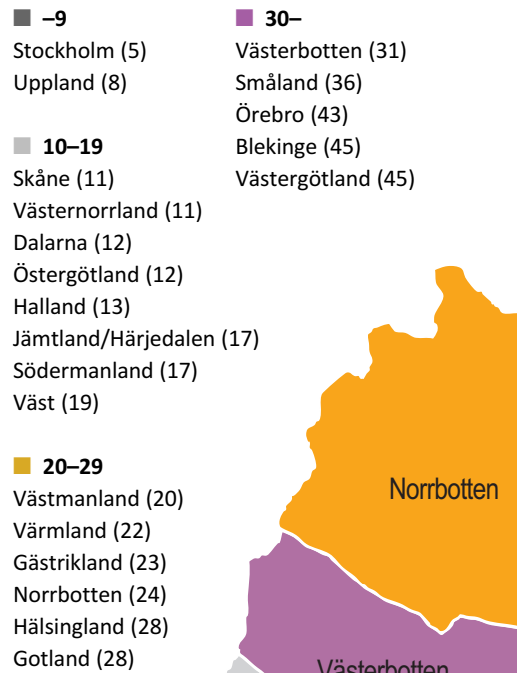 –9
Stockholm (5)
Uppland (8)
10–19
Skåne (11)
Västernorrland (11)
Dalarna (12)
Östergötland (12)
Halland (13)
Jämtland/Härjedalen (17)
Södermanland (17)
Väst (19)
20–29
Västmanland (20)
Värmland (22)
Gästrikland (23)
Norrbotten (24)
Hälsingland (28)
Gotland (28)
30–
Västerbotten (31)
Småland (36)
Örebro (43)
Blekinge (45)
Västergötland (45)
Norrbotten
Västerbotten